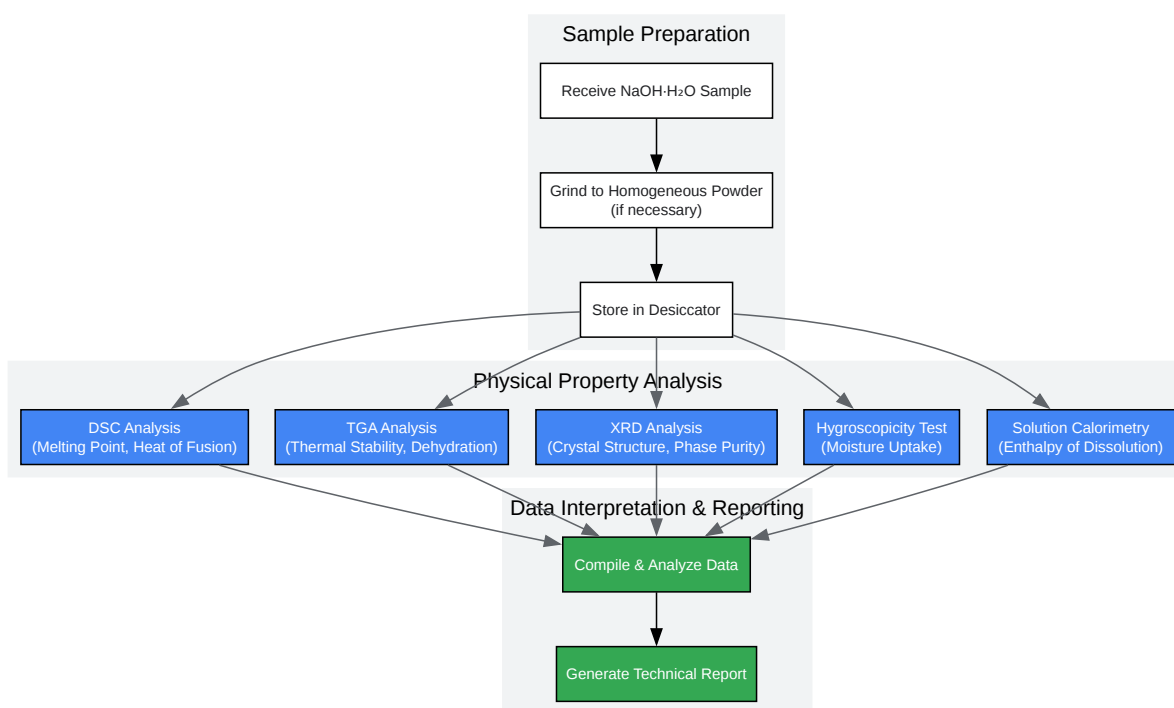 Sample Preparation
Receive NaOH·H₂O Sample
Grind to Homogeneous Powder
(if necessary)
Store in Desiccator
Physical Property Analysis
DSC Analysis
(Melting Point, Heat of Fusion)
TGA Analysis
(Thermal Stability, Dehydration)
XRD Analysis
(Crystal Structure, Phase Purity)
Hygroscopicity Test
(Moisture Uptake)
Solution Calorimetry
(Enthalpy of Dissolution)
Data Interpretation & Reporting
Compile & Analyze Data
Generate Technical Report